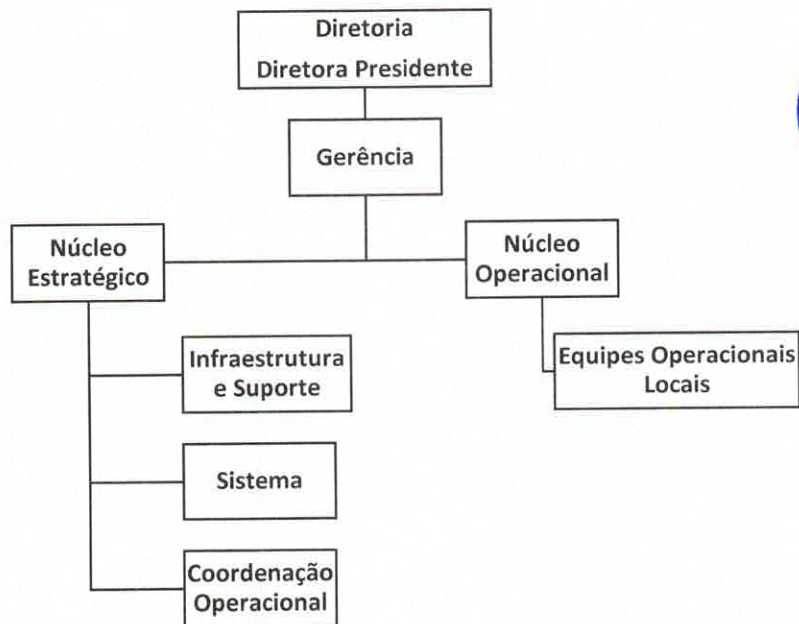 Diretoria
Diretora Presidente
Gerência
Núcleo
Estratégico
Núcleo
Operacional
Infraestrutura
e Suporte
Equipes Operacionais
Locais
Sistema
Coordenação
Operacional